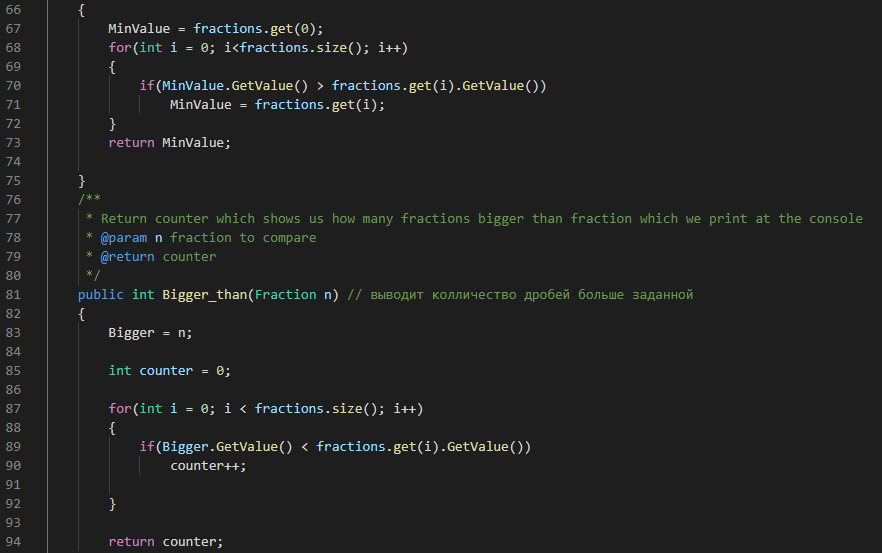 66 {
67 MinValue = fractions.get(0);
68 for(int i = 0; i<fractions.size(); i++)
69 {
70 if(MinValue.GetValue() > fractions.get(i).GetValue())
71 MinValue = fractions.get(i);
72 }
73 return MinValue;
74
75 }
76 /**
77 * Return counter which shows us how many fractions bigger than fraction which we print at the console
78 * @param n fraction to compare
79 * @return counter
80 */
81 public int Bigger_than(Fraction n) // выводит колличество дробей больше заданной
82 {
83 Bigger = n;
84
85 int counter = 0;
86
87 for(int i = 0; i < fractions.size(); i++)
88 {
89 if(Bigger.GetValue() < fractions.get(i).GetValue())
90 counter++;
91
92 }
93
94 return counter;